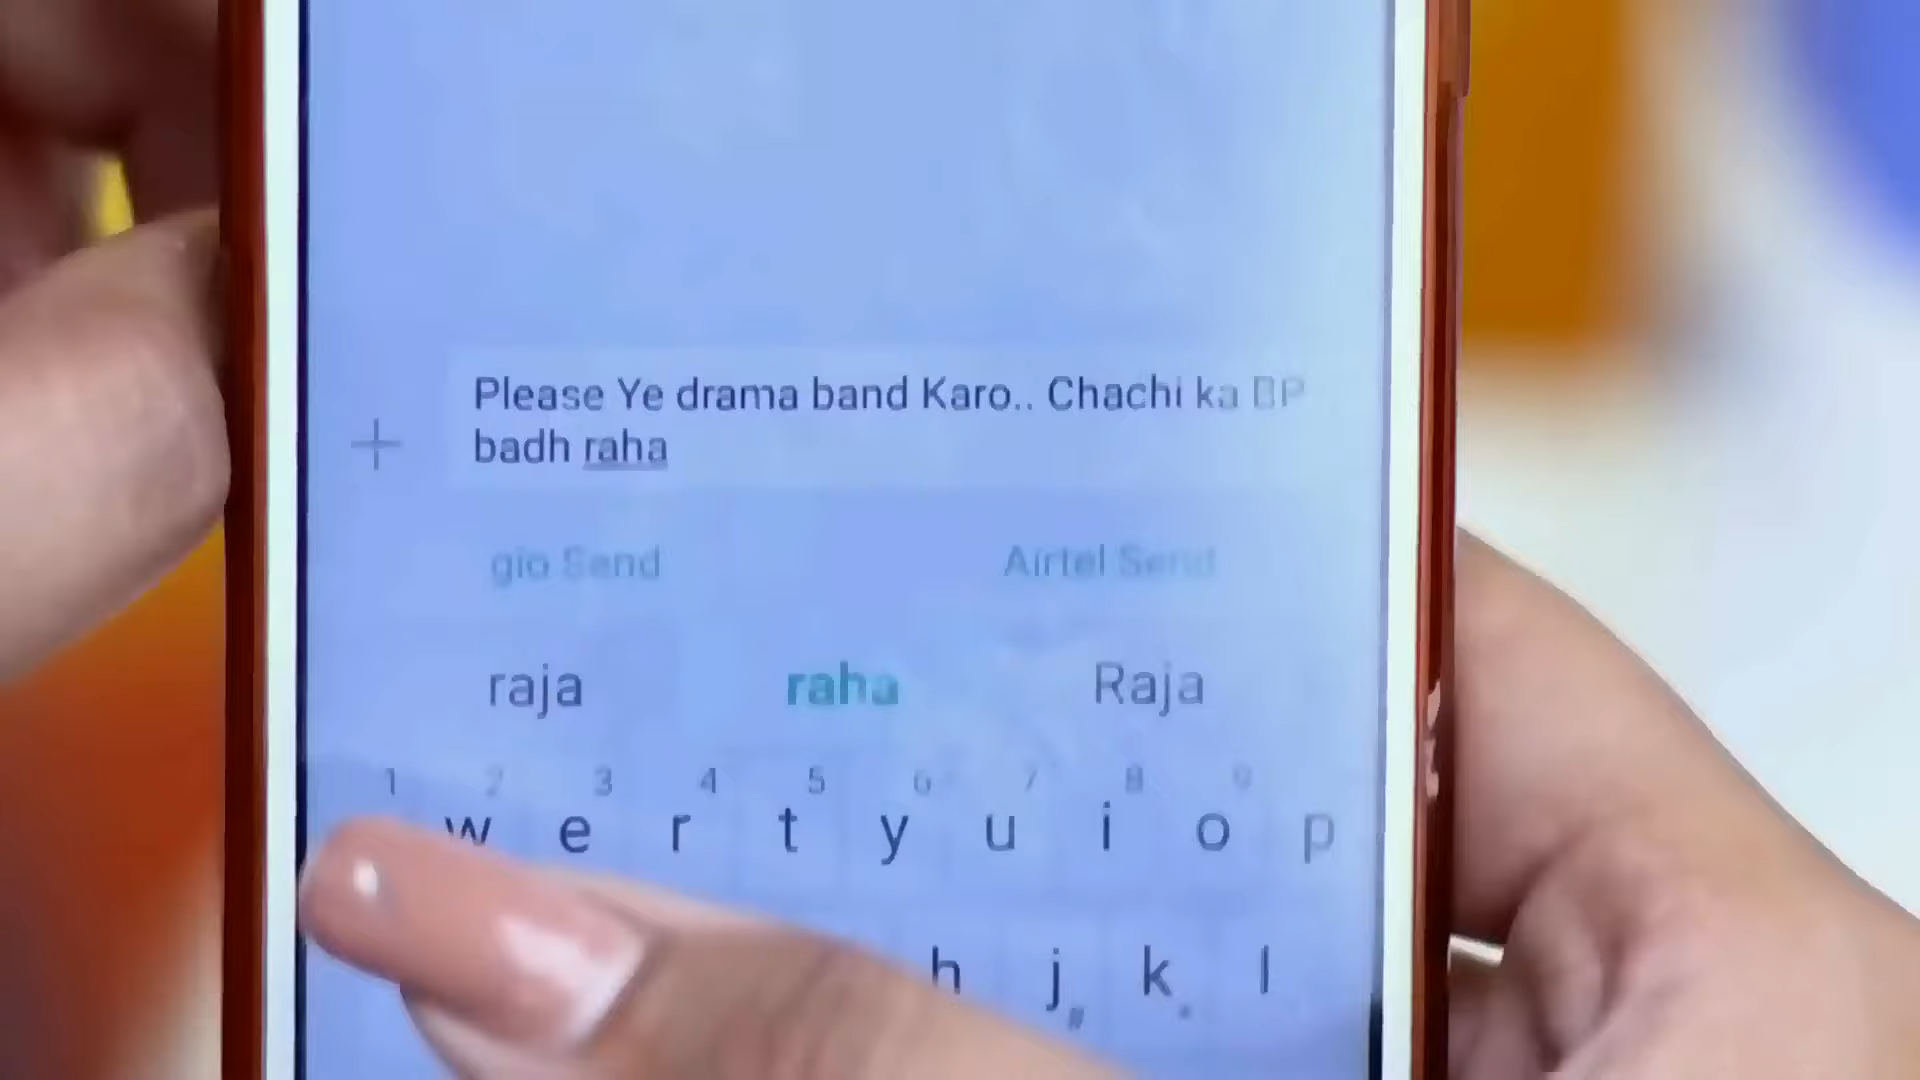 Please Ye drama band Karo.. Chachi ka BP
badh raha
gio Send Airtel Send
raja raha Raja
1 2 3 4 5 6 7 8 9
w e r t y u i o p
h j k l